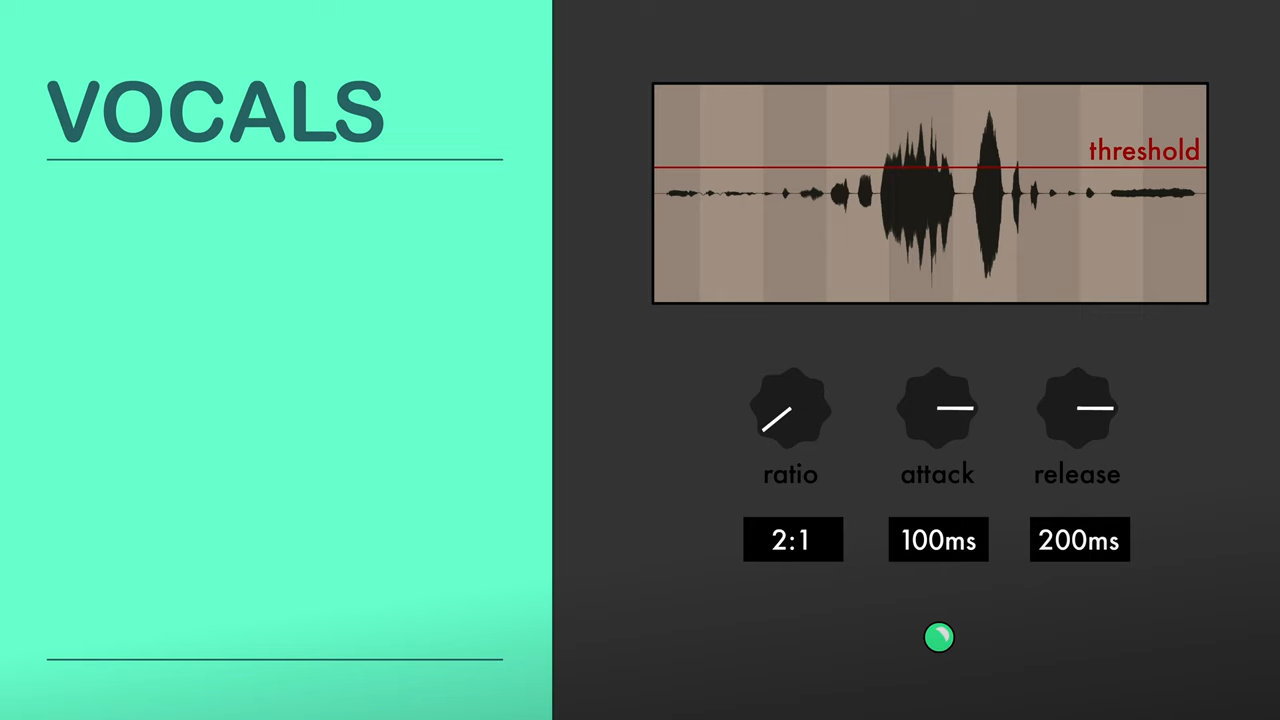 VOCALS
threshold
ratio
attack
release
2:1
100ms
200ms